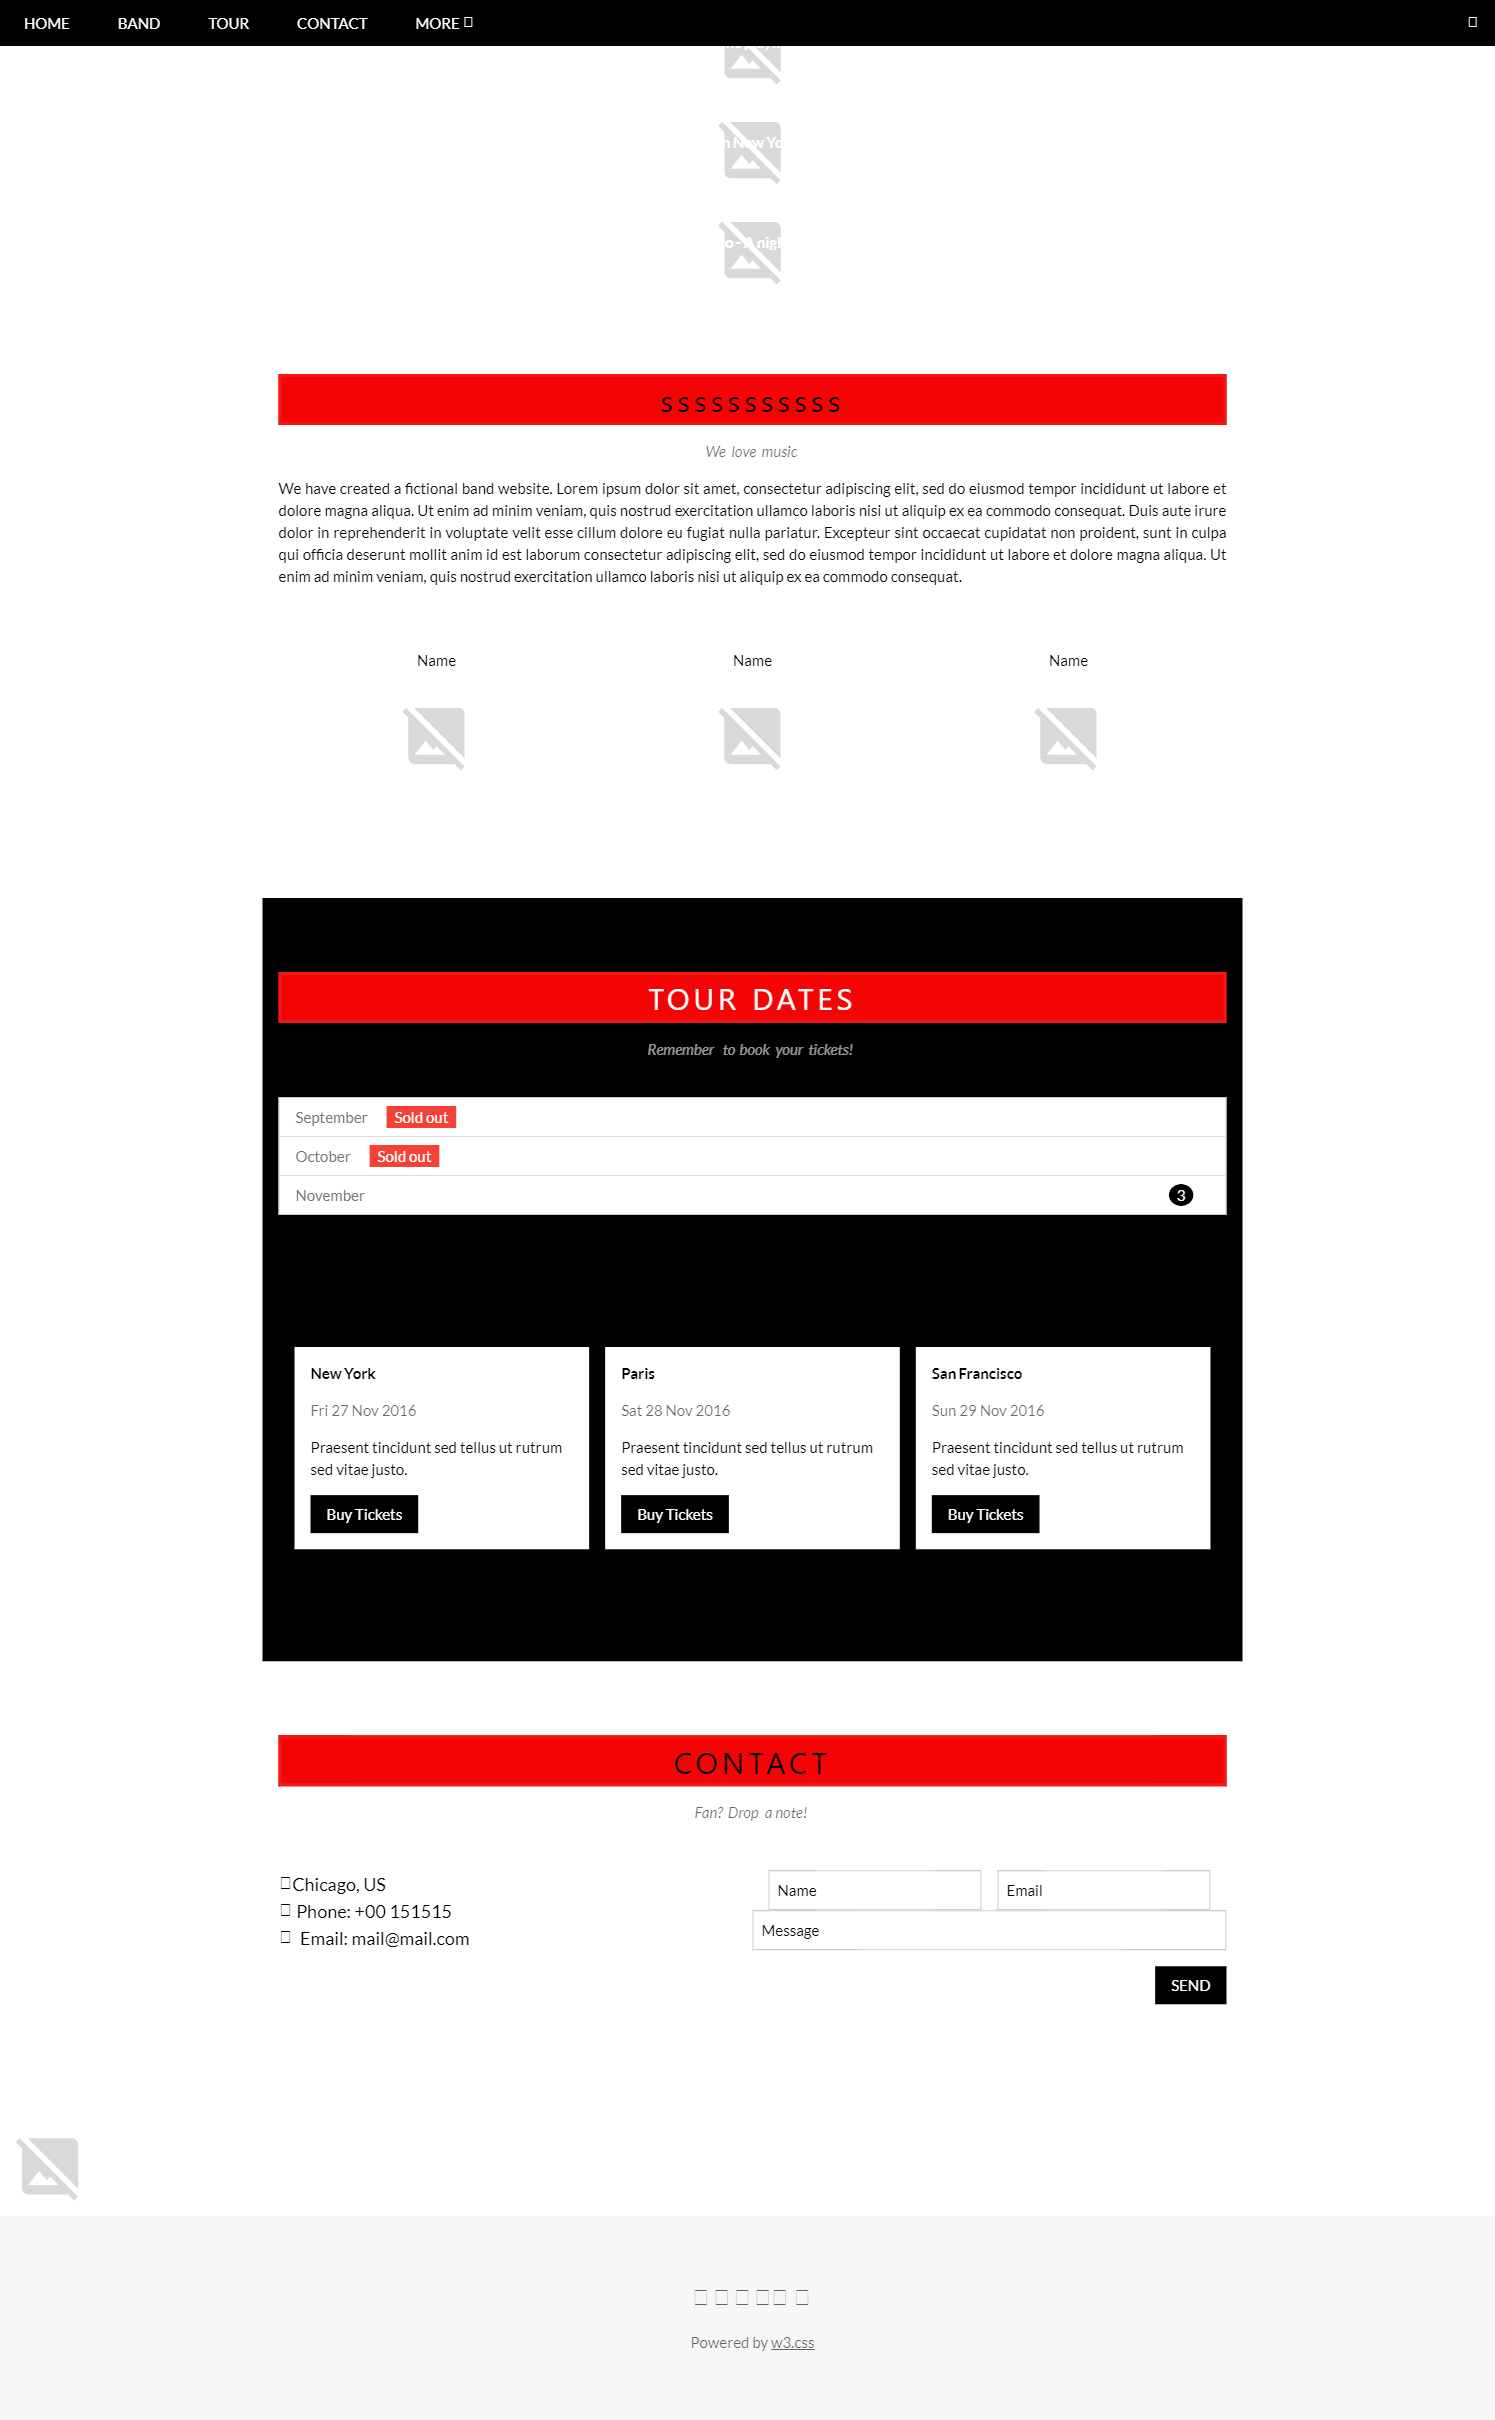 HOME BAND TOUR CONTACT MORE
n New Yo
o - A nigh
SSSSSSSSSSS
We love music
We have created a fictional band website. Lorem ipsum dolor sit amet, consectetur adipiscing elit, sed do eiusmod tempor incididunt ut labore et
dolore magna aliqua. Ut enim ad minim veniam, quis nostrud exercitation ullamco laboris nisi ut aliquip ex ea commodo consequat. Duis aute irure
dolor in reprehenderit in voluptate velit esse cillum dolore eu fugiat nulla pariatur. Excepteur sint occaecat cupidatat non proident, sunt in culpa
qui officia deserunt mollit anim id est laborum consectetur adipiscing elit, sed do eiusmod tempor incididunt ut labore et dolore magna aliqua. Ut
enim ad minim veniam, quis nostrud exercitation ullamco laboris nisi ut aliquip ex ea commodo consequat.
Name Name Name
TOUR DATES
Remember to book your tickets!
September Sold out
October Sold out
November 3
New York
Fri 27 Nov 2016
Praesent tincidunt sed tellus ut rutrum
sed vitae justo.
Buy Tickets
Paris
Sat 28 Nov 2016
Praesent tincidunt sed tellus ut rutrum
sed vitae justo.
Buy Tickets
San Francisco
Sun 29 Nov 2016
Praesent tincidunt sed tellus ut rutrum
sed vitae justo.
Buy Tickets
CONTACT
Fan? Drop a note!
Chicago, US
Phone: +00 151515
Email: mail@mail.com
Name Email
Message
SEND
Powered by w3.css